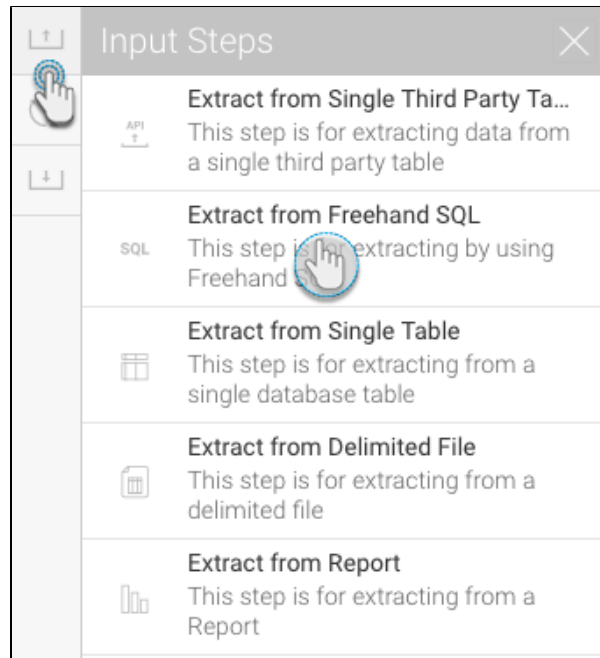 Input Steps
Extract from Single Third Party Ta...
API
This step is for extracting data from
a single third party table
Extract from Freehand SQL
SQL
This step is for extracting by using
Freehand
Extract from Single Table
This step is for extracting from a
single database table
Extract from Delimited File
This step is for extracting from a
delimited file
Extract from Report
This step is for extracting from a
Report